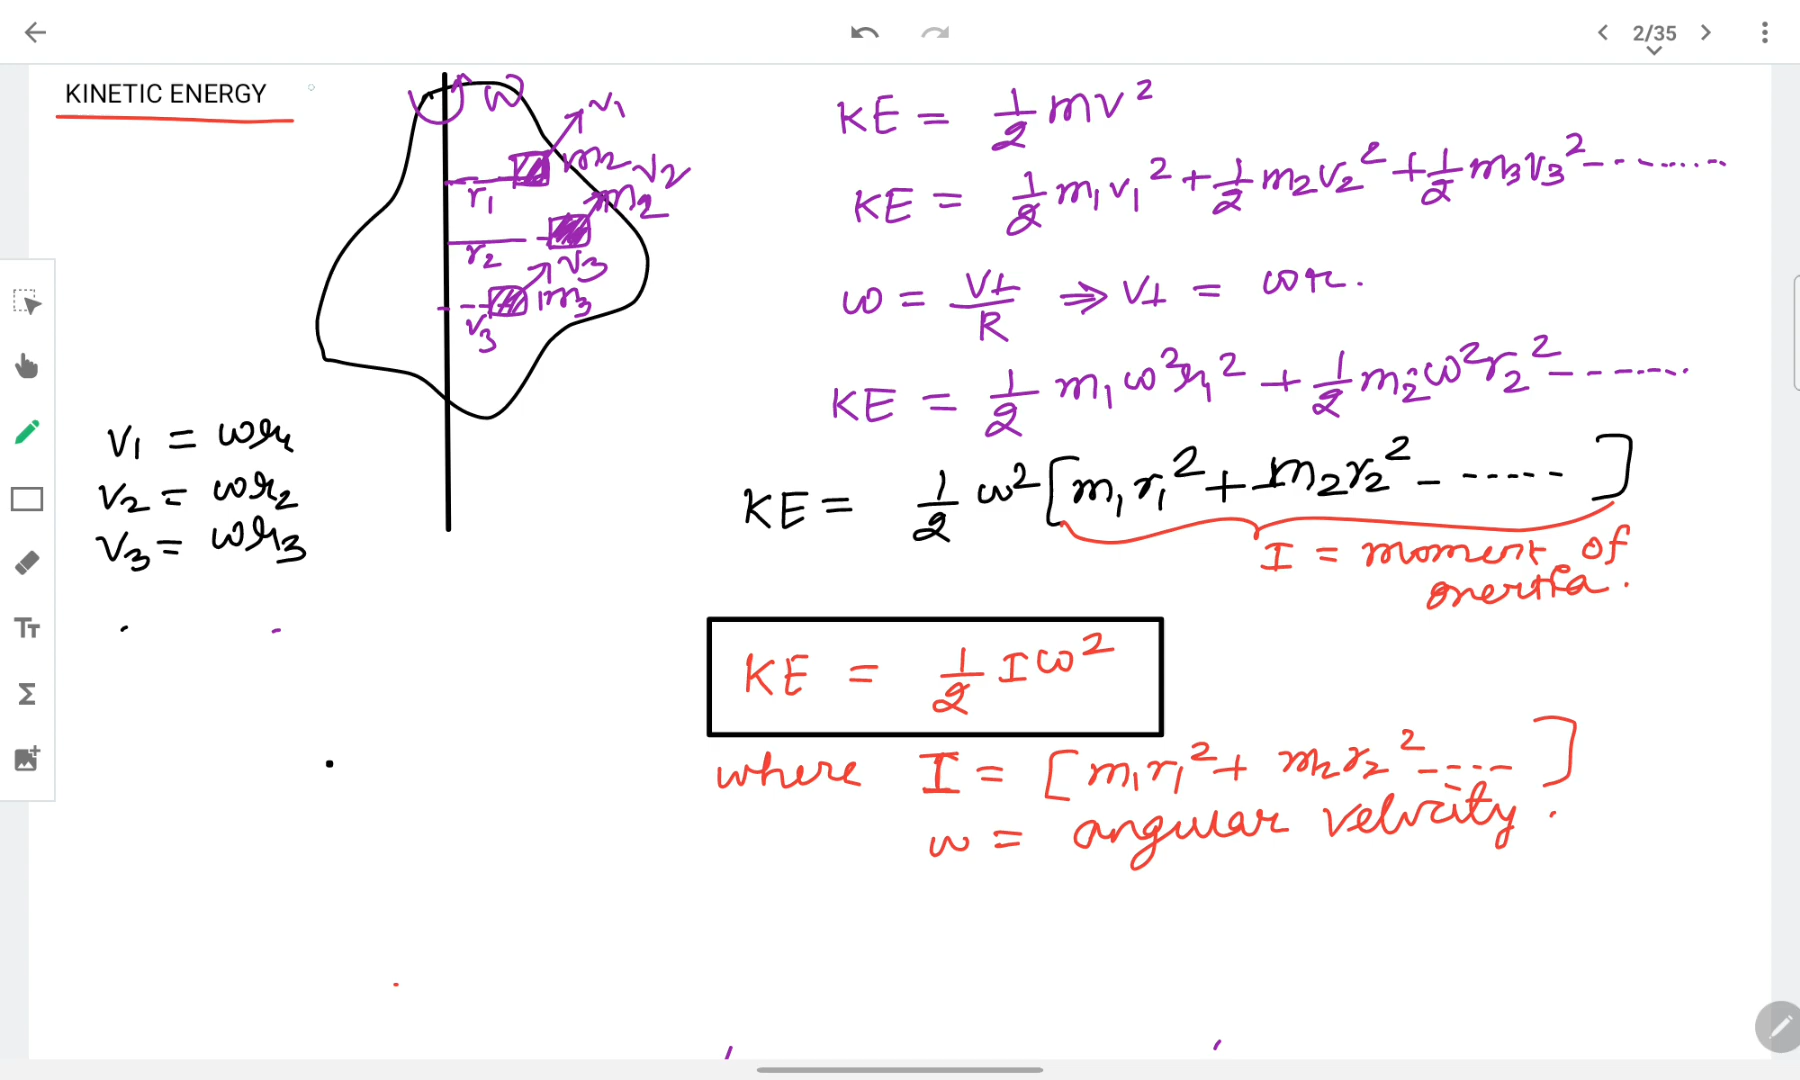 2/35
KINETIC ENERGY
ω
v₁
m₂
v₂
r₁
m₂
r₂
v₃
m₃
v₃
v₁ = ωr₁
v₂ = ωr₂
v₃ = ωr₃
KE = 1/2 mv²
KE = 1/2 m₁v₁² + 1/2 m₂v₂² + 1/2 m₃v₃² --------
ω = V⊥/R ⇒ V⊥ = ωr.
KE = 1/2 m₁ω²r₁² + 1/2 m₂ω²r₂² -------
KE = 1/2 ω² [m₁r₁² + m₂r₂² - ----- ]
I = moment of
inertia.
KE = 1/2 Iω²
where I = [m₁r₁² + m₂r₂² ----- ]
ω = angular velocity.
Tт
Σ